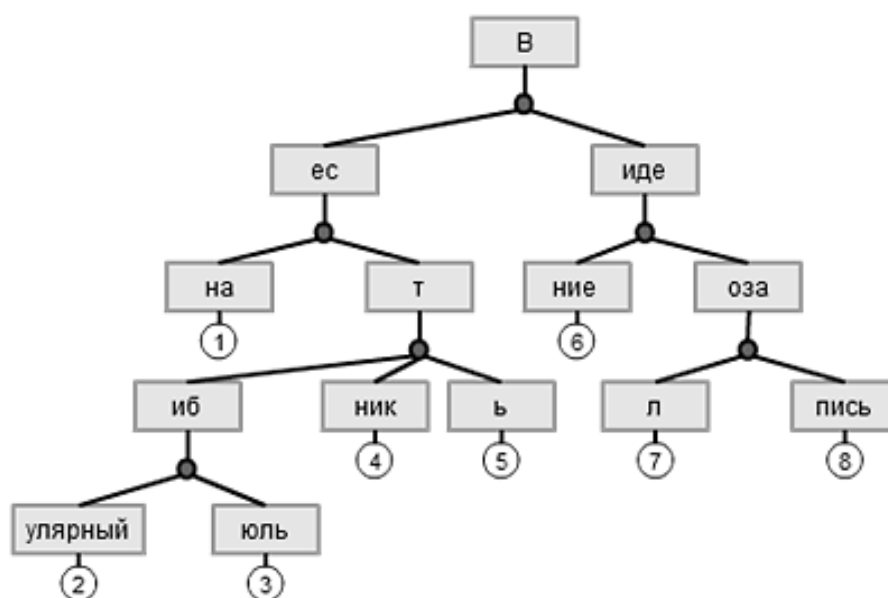 В
ес иде
на т ние оза
1 6
иб ник ь л пись
4 5 7 8
улярный юль
2 3